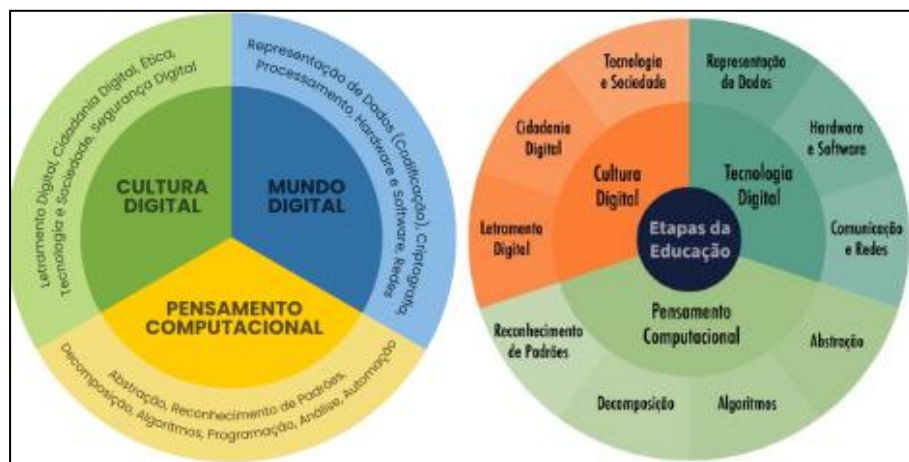 Letramento Digital, Cidadania Digital, Ética,
Tecnologia e Sociedade, Segurança Digital
Representação de Dados (Codificação), Criptografia,
Processamento, Hardware e Software, Redes
CULTURA
DIGITAL
MUNDO
DIGITAL
PENSAMENTO
COMPUTACIONAL
Abstração, Reconhecimento de Padrões,
Decomposição, Algoritmos; Programação, Análise, Automação
Tecnologia
e Sociedade
Representação
de Dados
Cidadania
Digital
Hardware
e Software
Cultura
Digital
Tecnologia
Digital
Letramento
Digital
Etapas da
Educação
Comunicação
e Redes
Pensamento
Computacional
Reconhecimento
de Padrões
Abstração
Decomposição
Algoritmos